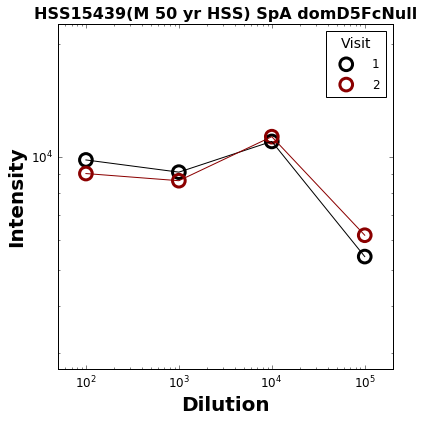 HSS15439(M 50 yr HSS) SpA domD5FcNull
Visit
1
2
10^4
Intensity
10^2 10^3 10^4 10^5
Dilution